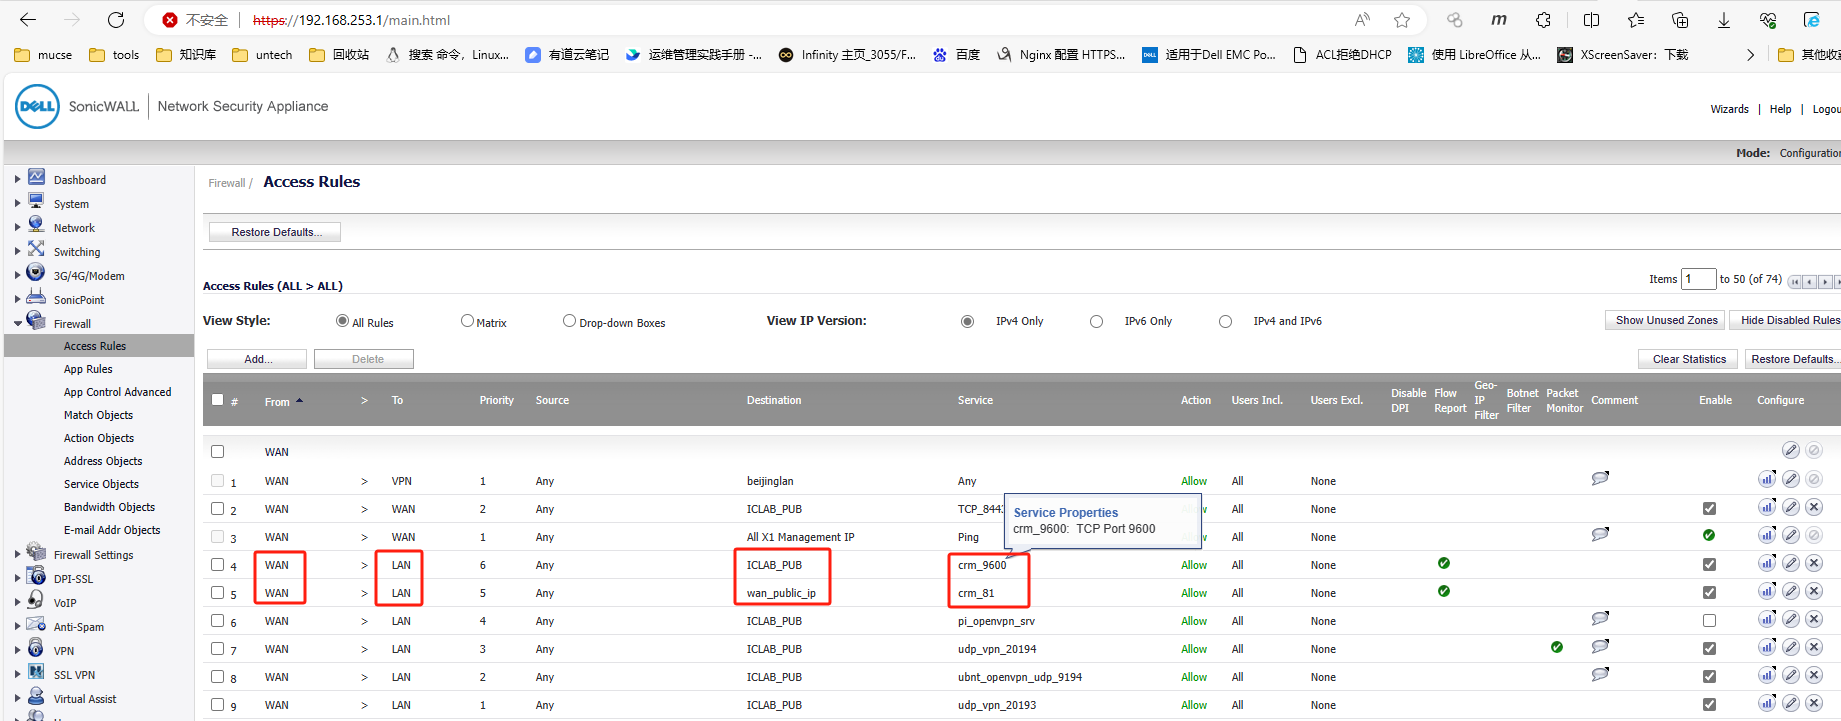 不安全 https://192.168.253.1/main.html
mucse tools 知识库 untech 回收站 搜索 命令，Linux... 有道云笔记 运维管理实践手册 -... Infinity 主页_3055/F... 百度 Nginx 配置 HTTPS... 适用于Dell EMC Po... ACL拒绝DHCP 使用 LibreOffice 从... XScreenSaver：下载 其他收
DELL SonicWALL Network Security Appliance
Wizards | Help | Logou
Mode: Configuration
Dashboard
System
Network
Switching
3G/4G/Modem
SonicPoint
Firewall
Access Rules
App Rules
App Control Advanced
Match Objects
Action Objects
Address Objects
Service Objects
Bandwidth Objects
E-mail Addr Objects
Firewall Settings
DPI-SSL
VoIP
Anti-Spam
VPN
SSL VPN
Virtual Assist
Firewall / Access Rules
Restore Defaults...
Access Rules (ALL > ALL)
Items 1 to 50 (of 74)
View Style: All Rules Matrix Drop-down Boxes View IP Version: IPv4 Only IPv6 Only IPv4 and IPv6 Show Unused Zones Hide Disabled Rules
Add... Delete Clear Statistics Restore Defaults...
# From > To Priority Source Destination Service Action Users Incl. Users Excl. Disable DPI Flow Report Geo-IP Filter Botnet Filter Packet Monitor Comment Enable Configure
WAN
1 WAN > VPN 1 Any beijinglan Any Allow All None
2 WAN > WAN 2 Any ICLAB_PUB TCP_844 All None
3 WAN > WAN 1 Any All X1 Management IP Ping All None
Service Properties
crm_9600: TCP Port 9600
4 WAN > LAN 6 Any ICLAB_PUB crm_9600 Allow All None
5 WAN > LAN 5 Any wan_public_ip crm_81 Allow All None
6 WAN > LAN 4 Any ICLAB_PUB pi_openvpn_srv Allow All None
7 WAN > LAN 3 Any ICLAB_PUB udp_vpn_20194 Allow All None
8 WAN > LAN 2 Any ICLAB_PUB ubnt_openvpn_udp_9194 Allow All None
9 WAN > LAN 1 Any ICLAB_PUB udp_vpn_20193 Allow All None